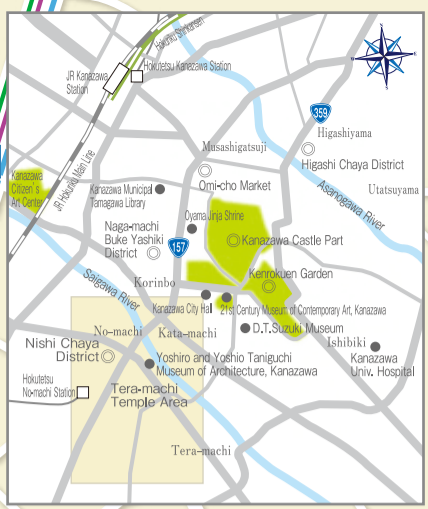 Hokuriku Shinkansen
JR Kanazawa
Station
Hokutetsu Kanazawa Station
359
Musashigatsuji
Higashiyama
Higashi Chaya District
Kanazawa
Citizen's
Art Center
JR Hokuriku Main Line
Omi-cho Market
Kanazawa Municipal
Tamagawa Library
Utatsuyama
Asanogawa River
Oyama Jinja Shrine
Naga-machi
Buke Yashiki
District
157
Kanazawa Castle Part
Saigawa River
Korinbo
Kenrokuen Garden
Kanazawa City Hall
21st Century Museum of Contemporary Art, Kanazawa
No-machi
Kata-machi
D.T.Suzuki Museum
Ishibiki
Nishi Chaya
District
Kanazawa
Univ. Hospital
Yoshiro and Yoshio Taniguchi
Museum of Architecture, Kanazawa
Hokutetsu
No-machi Station
Tera-machi
Temple Area
Tera-machi